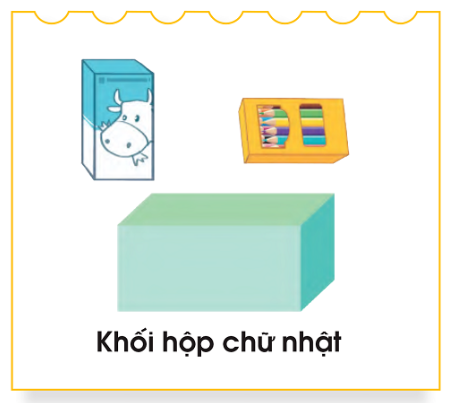 Khối hộp chữ nhật